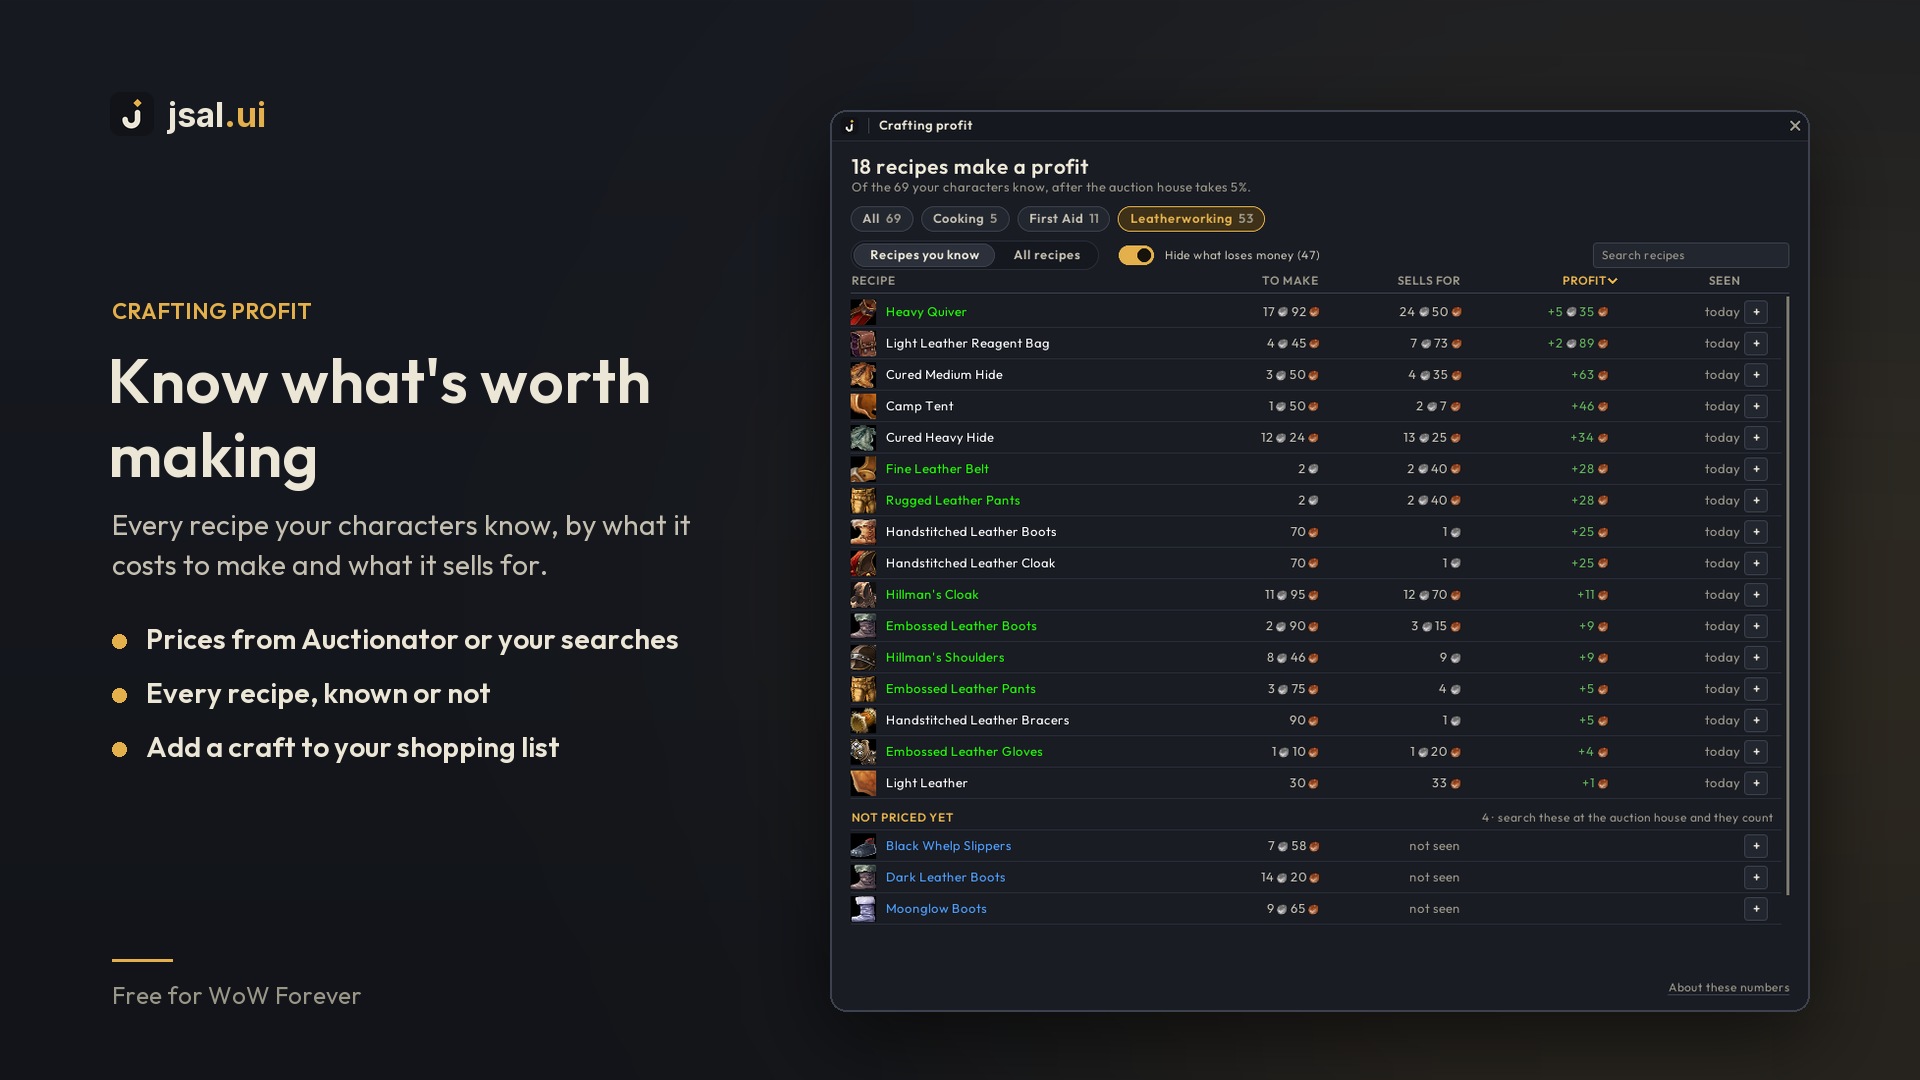 jsal.ui
CRAFTING PROFIT
Know what's worth
making
Every recipe your characters know, by what it
costs to make and what it sells for.
Prices from Auctionator or your searches
Every recipe, known or not
Add a craft to your shopping list
Free for WoW Forever
Crafting profit
18 recipes make a profit
Of the 69 your characters know, after the auction house takes 5%.
All 69 Cooking 5 First Aid 11 Leatherworking 53
Recipes you know All recipes Hide what loses money (47) Search recipes
RECIPE TO MAKE SELLS FOR PROFIT SEEN
Heavy Quiver 17 92 24 50 +5 35 today +
Light Leather Reagent Bag 4 45 7 73 +2 89 today +
Cured Medium Hide 3 50 4 35 +63 today +
Camp Tent 1 50 2 7 +46 today +
Cured Heavy Hide 12 24 13 25 +34 today +
Fine Leather Belt 2 2 40 +28 today +
Rugged Leather Pants 2 2 40 +28 today +
Handstitched Leather Boots 70 1 +25 today +
Handstitched Leather Cloak 70 1 +25 today +
Hillman's Cloak 11 95 12 70 +11 today +
Embossed Leather Boots 2 90 3 15 +9 today +
Hillman's Shoulders 8 46 9 +9 today +
Embossed Leather Pants 3 75 4 +5 today +
Handstitched Leather Bracers 90 1 +5 today +
Embossed Leather Gloves 1 10 1 20 +4 today +
Light Leather 30 33 +1 today +
NOT PRICED YET 4 · search these at the auction house and they count
Black Whelp Slippers 7 58 not seen +
Dark Leather Boots 14 20 not seen +
Moonglow Boots 9 65 not seen +
About these numbers